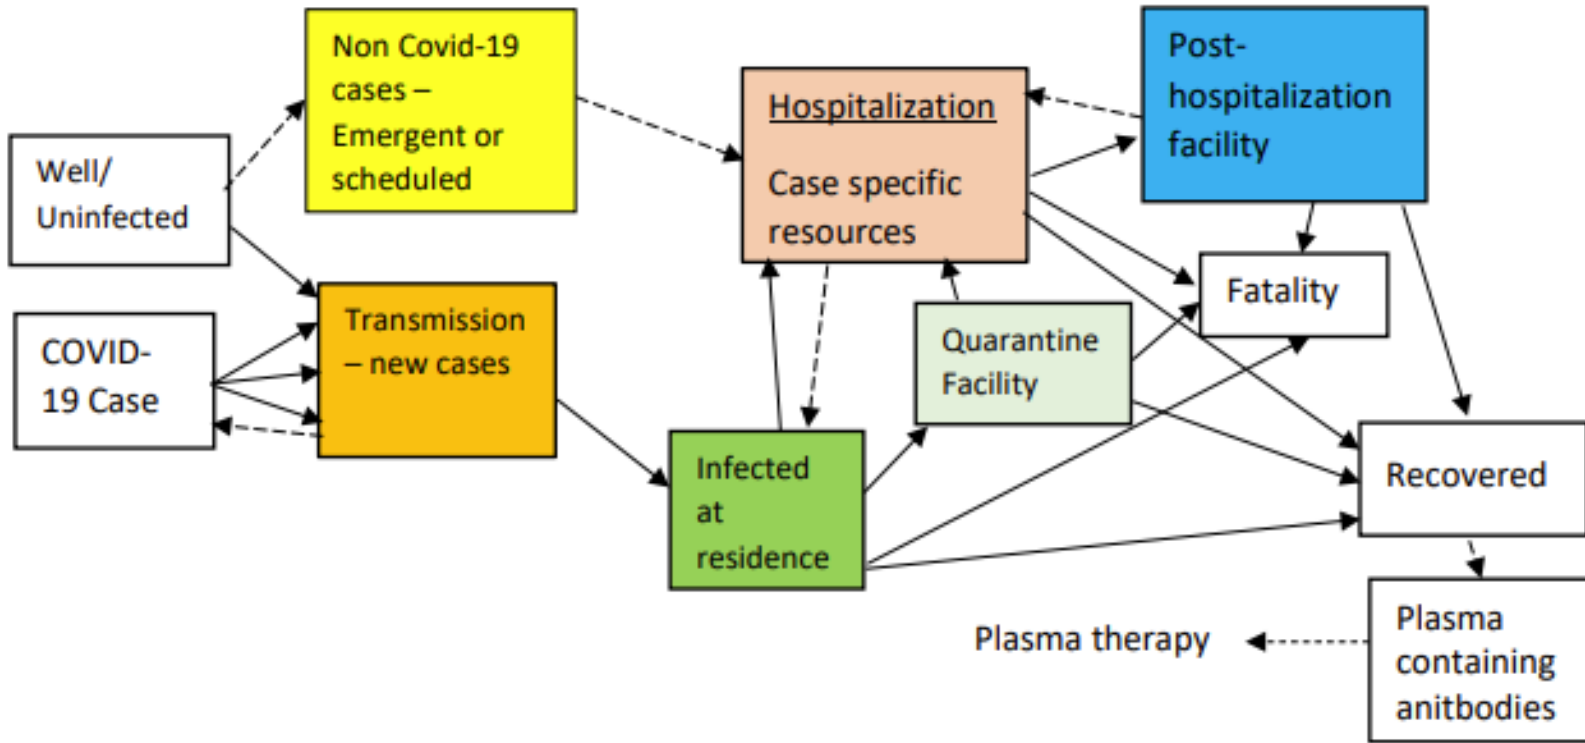 Non Covid-19
cases –
Emergent or
scheduled
Well/
Uninfected
COVID-
19 Case
Transmission
– new cases
Hospitalization
Case specific
resources
Post-
hospitalization
facility
Fatality
Quarantine
Facility
Infected
at
residence
Recovered
Plasma therapy
Plasma
containing
anitbodies